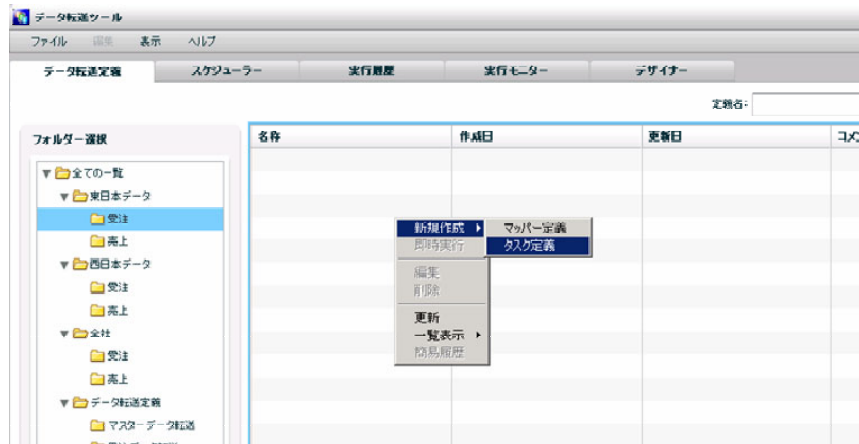 データ転送ツール
ファイル 編集 表示 ヘルプ
データ転送定義 スケジューラー 実行履歴 実行モニター デザイナー
定義名:
フォルダー選択
名称 作成日 更新日 コメン
全ての一覧
東日本データ
受注
売上
西日本データ
受注
売上
全社
受注
売上
データ転送定義
マスターデータ転送
新規作成
即時実行
編集
削除
更新
一覧表示
簡易履歴
マッパー定義
タスク定義